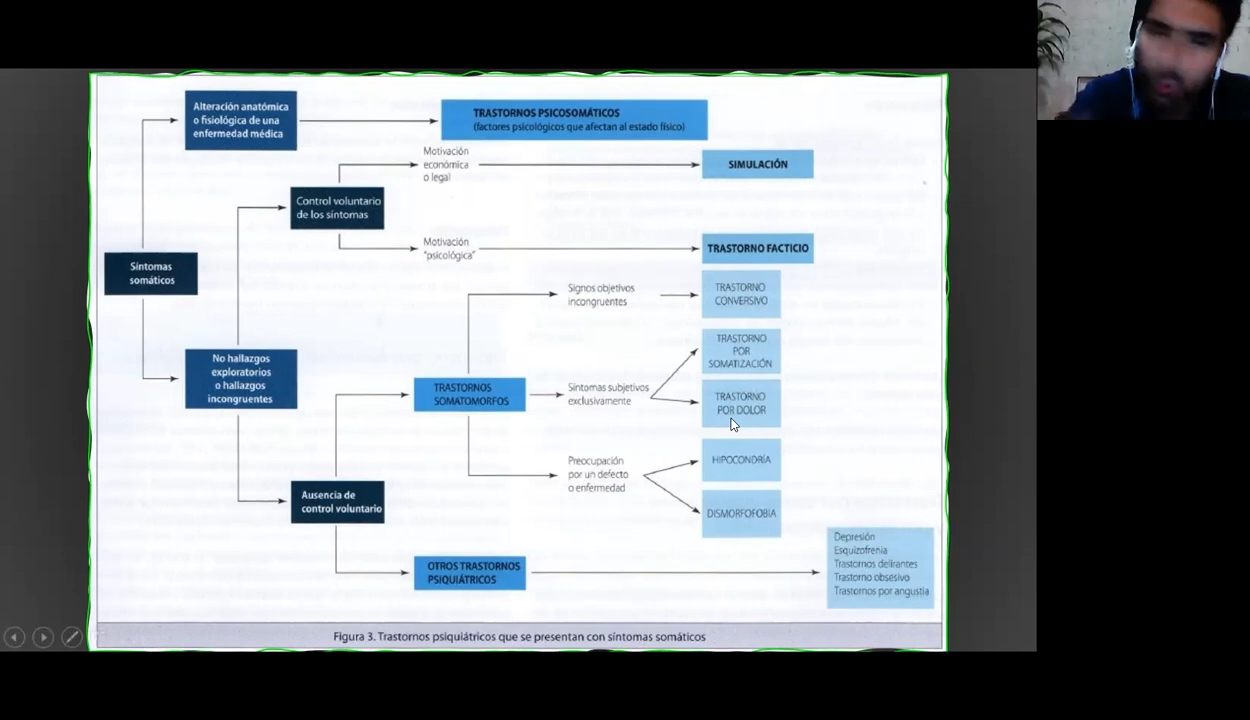 Alteración anatómica
o fisiológica de una
enfermedad médica
TRASTORNOS PSICOSOMÁTICOS
(factores psicológicos que afectan al estado físico)
Motivación
económica
o legal
SIMULACIÓN
Control voluntario
de los síntomas
Motivación
"psicológica"
TRASTORNO FACTICIO
Síntomas
somáticos
Signos objetivos
incongruentes
TRASTORNO
CONVERSIVO
No hallazgos
exploratorios
o hallazgos
incongruentes
TRASTORNO
POR
SOMATIZACIÓN
TRASTORNOS
SOMATOMORFOS
Síntomas subjetivos
exclusivamente
TRASTORNO
POR DOLOR
Preocupación
por un defecto
o enfermedad
HIPOCONDRÍA
DISMORFOFOBIA
Ausencia de
control voluntario
OTROS TRASTORNOS
PSIQUIÁTRICOS
Depresión
Esquizofrenia
Trastornos delirantes
Trastorno obsesivo
Trastornos por angustia
Figura 3. Trastornos psiquiátricos que se presentan con síntomas somáticos